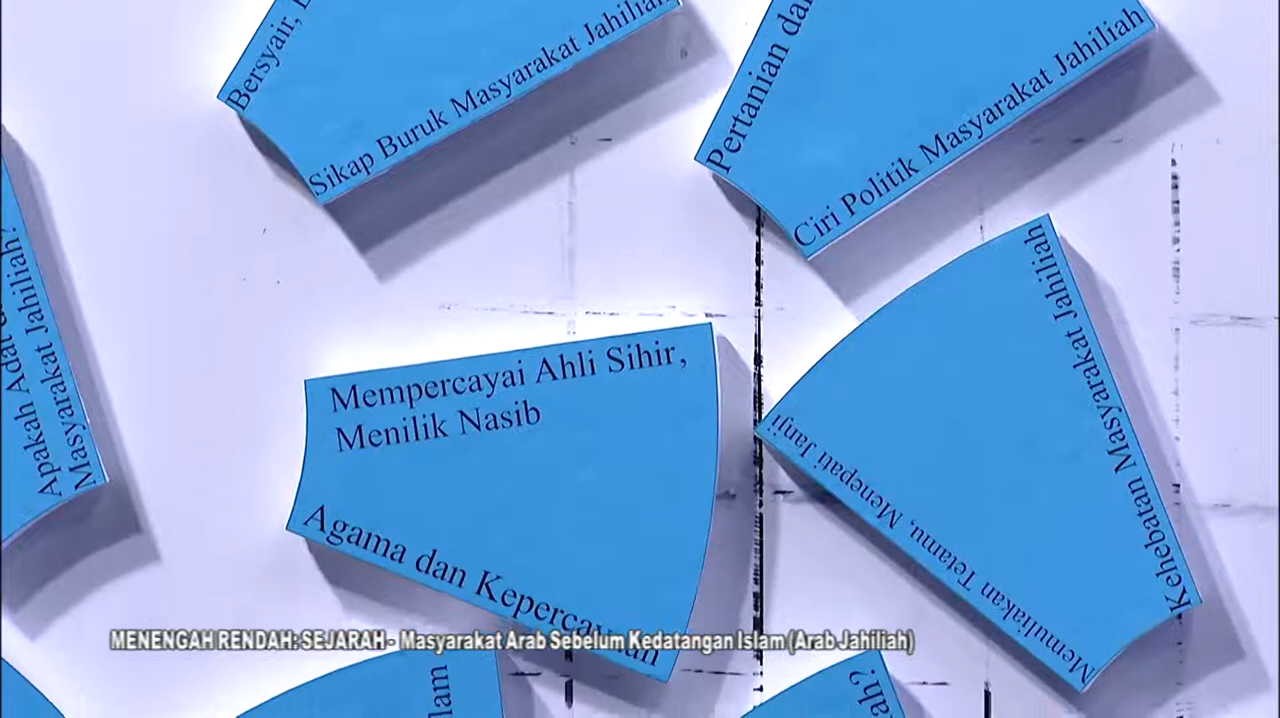 Bersyair,
Sikap Buruk Masyarakat Jahiliah
Pertanian dan
Ciri Politik Masyarakat Jahiliah
Apakah Adat
Masyarakat Jahiliah?
Mempercayai Ahli Sihir,
Menilik Nasib
Agama dan Kepercayaan
Kehebatan Masyarakat Jahiliah
Memuliakan Tetamu, Menepati Janji
MENENGAH RENDAH: SEJARAH - Masyarakat Arab Sebelum Kedatangan Islam (Arab Jahiliah)